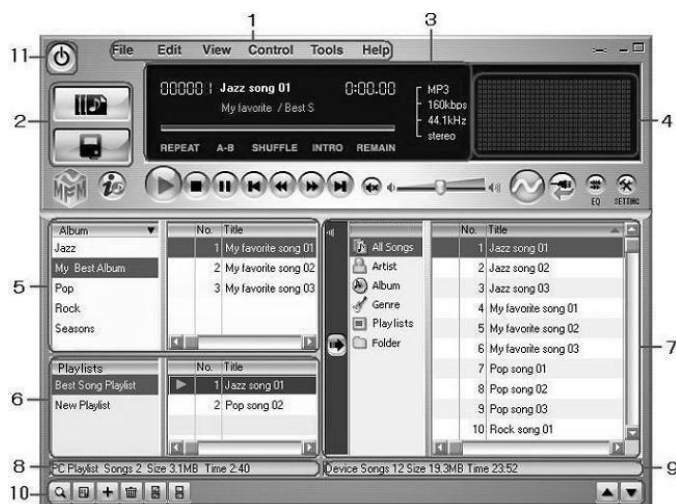 1
3
11
File Edit View Control Tools Help
2
000001 Jazz song 01 0:00.00
My favorite / Best S
MP3
160kbps
44.1kHz
stereo
4
REPEAT A-B SHUFFLE INTRO REMAIN
EQ SETTING
Album
No. Title
Jazz
1 My favorite song 01
My Best Album
2 My favorite song 02
Pop
3 My favorite song 03
Rock
Seasons
5
All Songs
Artist
Album
Genre
Playlists
Folder
No. Title
1 Jazz song 01
2 Jazz song 02
3 Jazz song 03
4 My favorite song 01
5 My favorite song 02
6 My favorite song 03
7 Pop song 01
8 Pop song 02
9 Pop song 03
10 Rock song 01
7
Playlists
No. Title
Best Song Playlist
1 Jazz song 01
New Playlist
2 Pop song 02
6
8
PC Playlist Songs 2 Size 3.1MB Time 2:40
Device Songs 12 Size 19.3MB Time 23:52
9
10